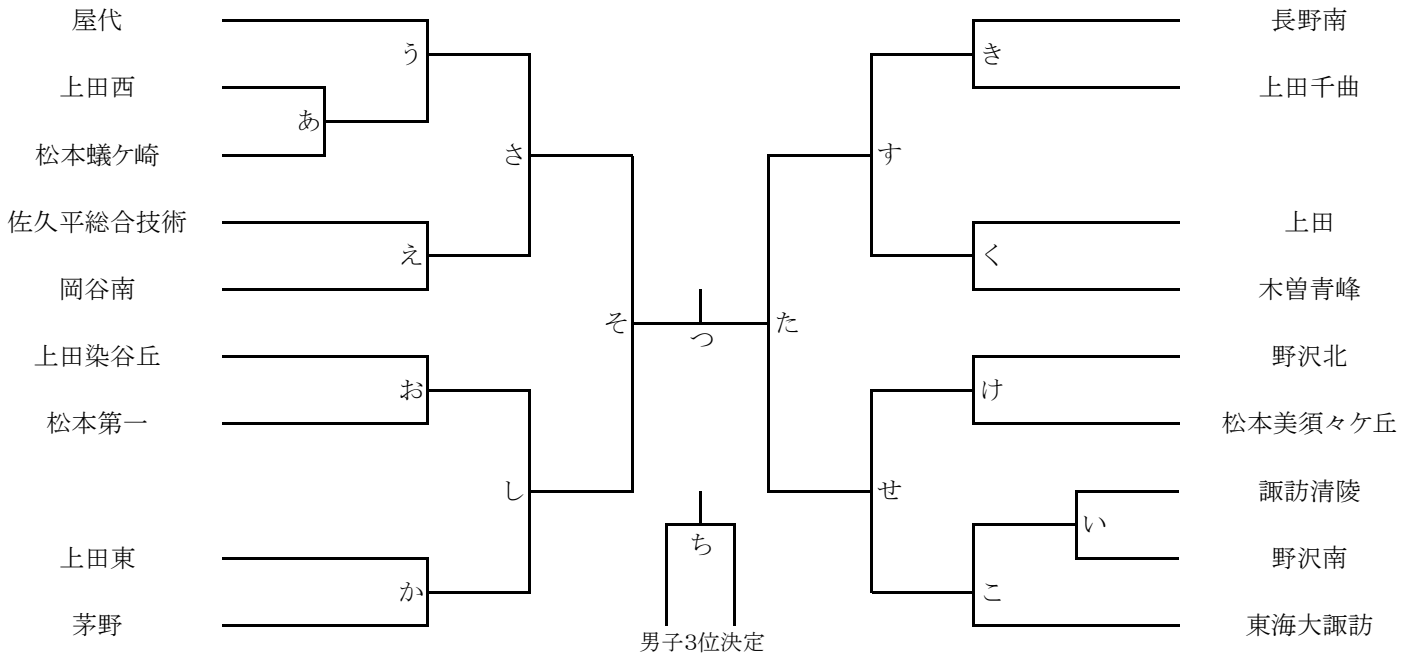 屋代
長野南
う
き
上田西
上田千曲
あ
松本蟻ケ崎
さ
す
佐久平総合技術
上田
え
く
岡谷南
木曽青峰
そ
つ
た
上田染谷丘
野沢北
お
け
松本第一
松本美須々ケ丘
し
せ
諏訪清陵
い
ち
上田東
野沢南
か
こ
茅野
東海大諏訪
男子3位決定